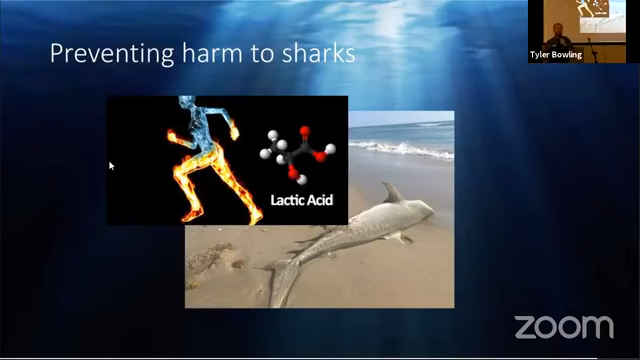 Preventing harm to sharks
Tyler Bowling
Lactic Acid
zoom